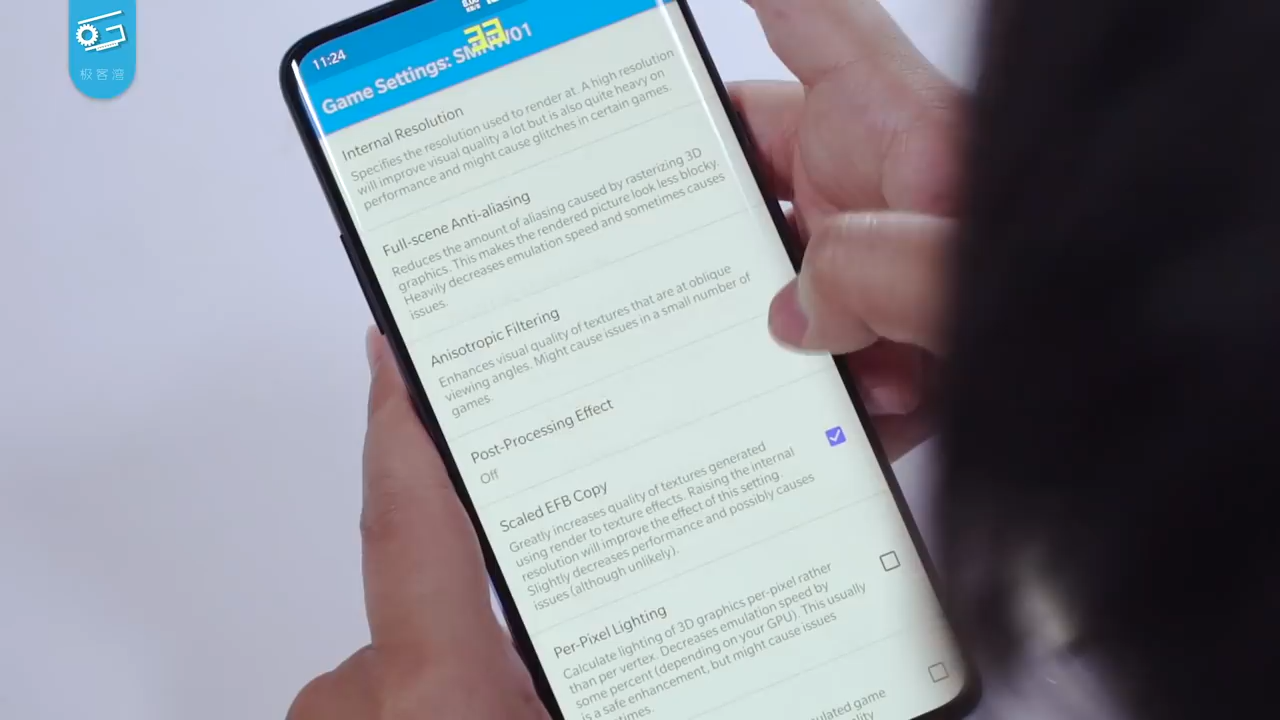 极客湾
11:24
8.00
KB/S
33
Game Settings: SMNW01
Internal Resolution
Specifies the resolution used to render at. A high resolution
will improve visual quality a lot but is also quite heavy on
performance and might cause glitches in certain games.
Full-scene Anti-aliasing
Reduces the amount of aliasing caused by rasterizing 3D
graphics. This makes the rendered picture look less blocky.
Heavily decreases emulation speed and sometimes causes
issues.
Anisotropic Filtering
Enhances visual quality of textures that are at oblique
viewing angles. Might cause issues in a small number of
games.
Post-Processing Effect
Off
Scaled EFB Copy
Greatly increases quality of textures generated
using render to texture effects. Raising the internal
resolution will improve the effect of this setting.
Slightly decreases performance and possibly causes
issues (although unlikely).
Per-Pixel Lighting
Calculate lighting of 3D graphics per-pixel rather
than per vertex. Decreases emulation speed by
some percent (depending on your GPU). This usually
is a safe enhancement, but might cause issues
times.
ulated game